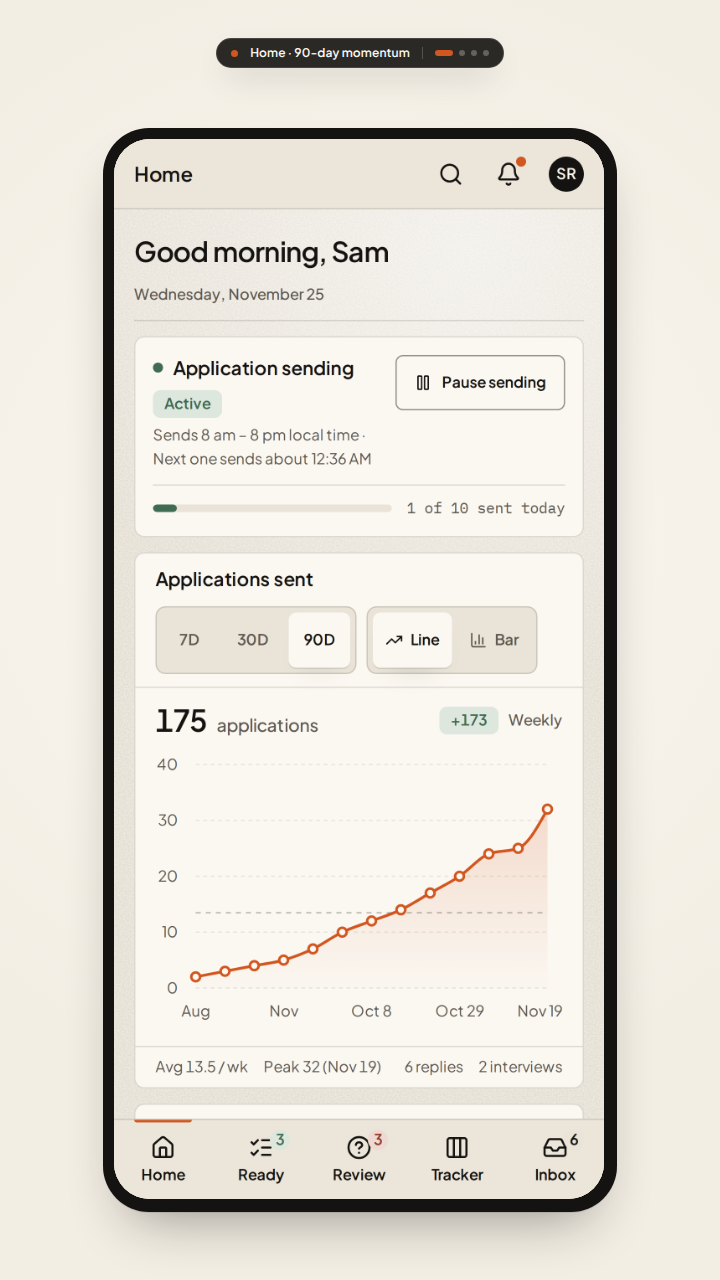 Home · 90-day momentum
Home
SR
Good morning, Sam
Wednesday, November 25
Application sending
Pause sending
Active
Sends 8 am – 8 pm local time ·
Next one sends about 12:36 AM
1 of 10 sent today
Applications sent
7D 30D 90D Line Bar
175 applications +173 Weekly
40
30
20
10
0
Aug Nov Oct 8 Oct 29 Nov 19
Avg 13.5 / wk Peak 32 (Nov 19) 6 replies 2 interviews
3 3 6
Home Ready Review Tracker Inbox